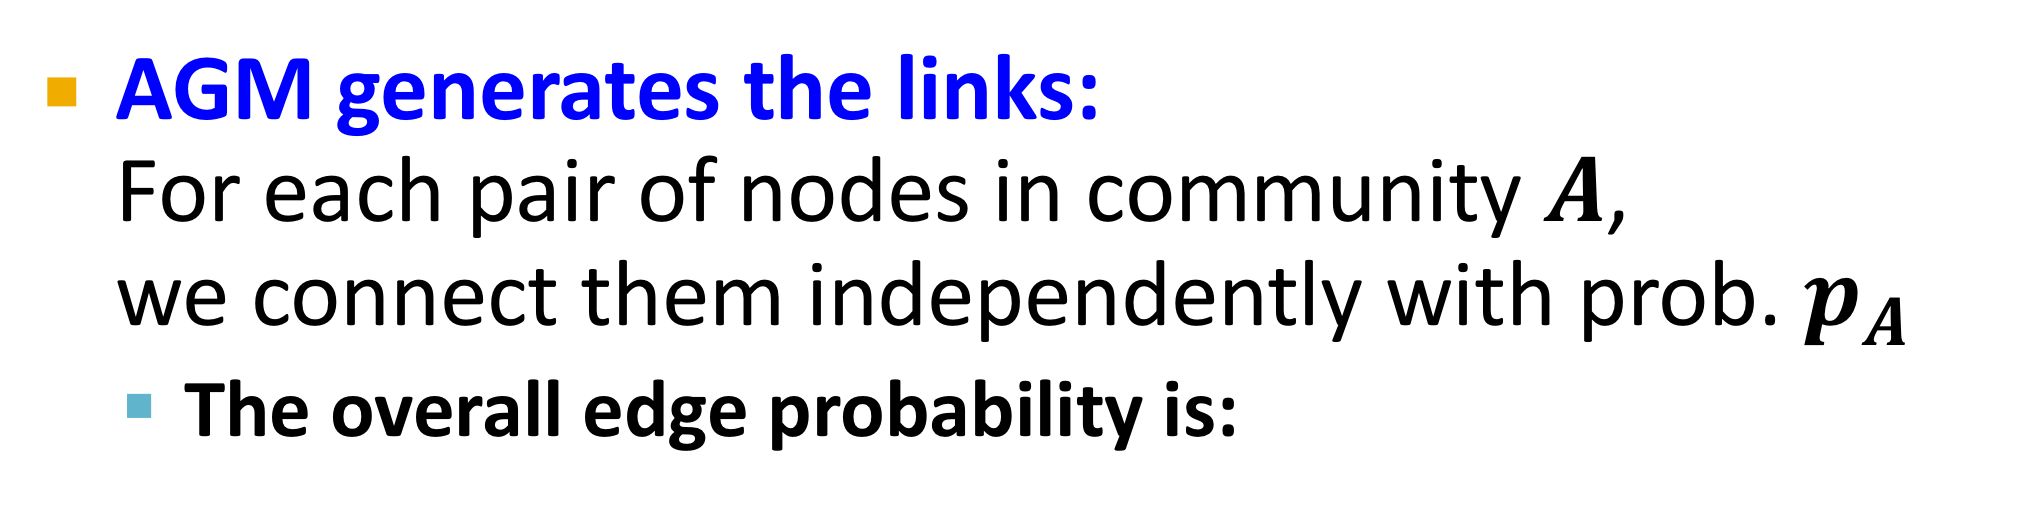 AGM generates the links:
For each pair of nodes in community A,
we connect them independently with prob. p_A
The overall edge probability is: